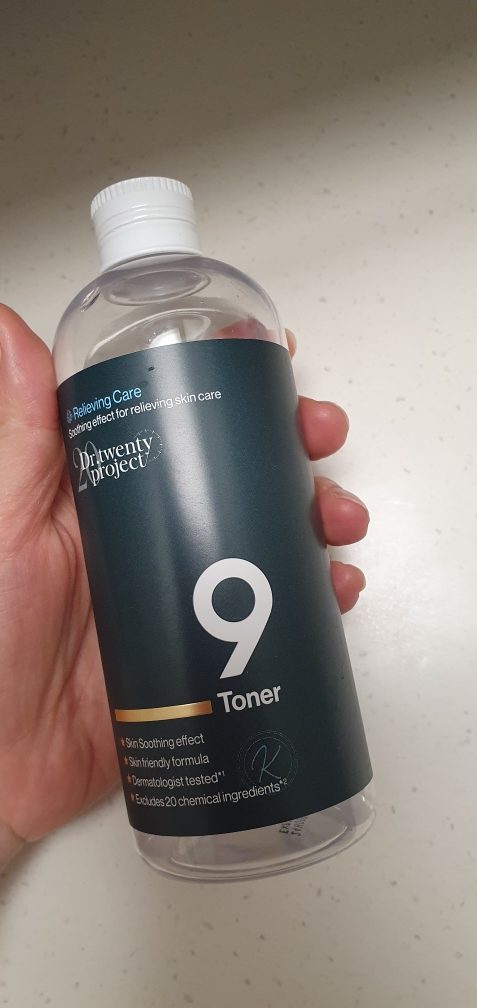 Relieving Care
Soothing effect for relieving skin care
20
Dr.twenty
project
9
Toner
★ Skin Soothing effect
★ Skin friendly formula
★ Dermatologist tested*1
★ Excludes 20 chemical ingredients*2
K